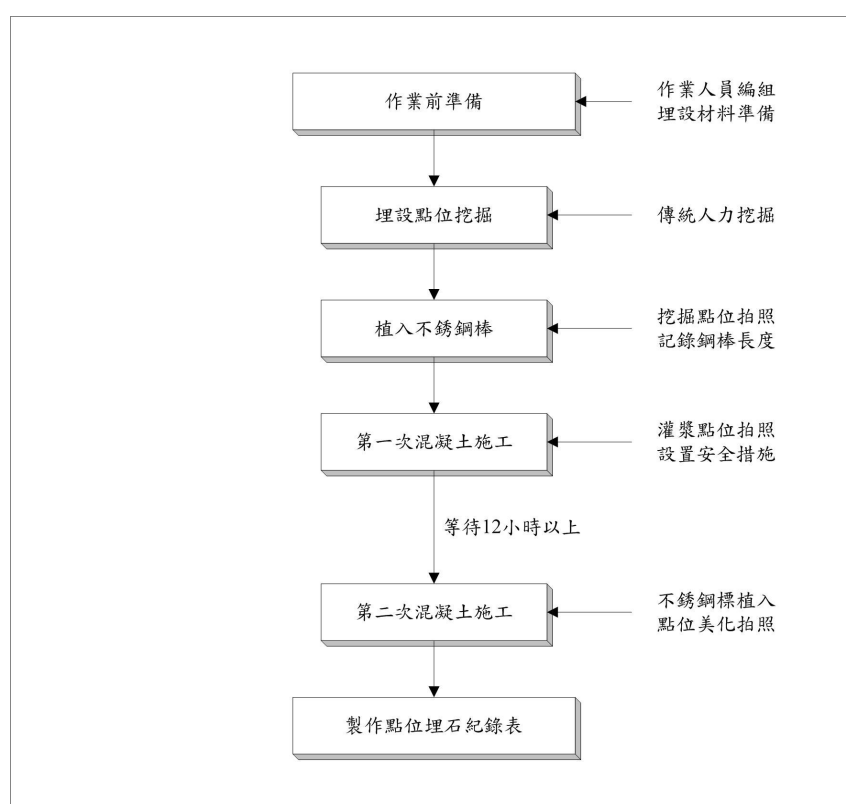 作業前準備
作業人員編組
埋設材料準備
埋設點位挖掘
傳統人力挖掘
植入不銹鋼棒
挖掘點位拍照
記錄鋼棒長度
第一次混凝土施工
灌漿點位拍照
設置安全措施
等待12小時以上
第二次混凝土施工
不銹鋼標植入
點位美化拍照
製作點位埋石紀錄表